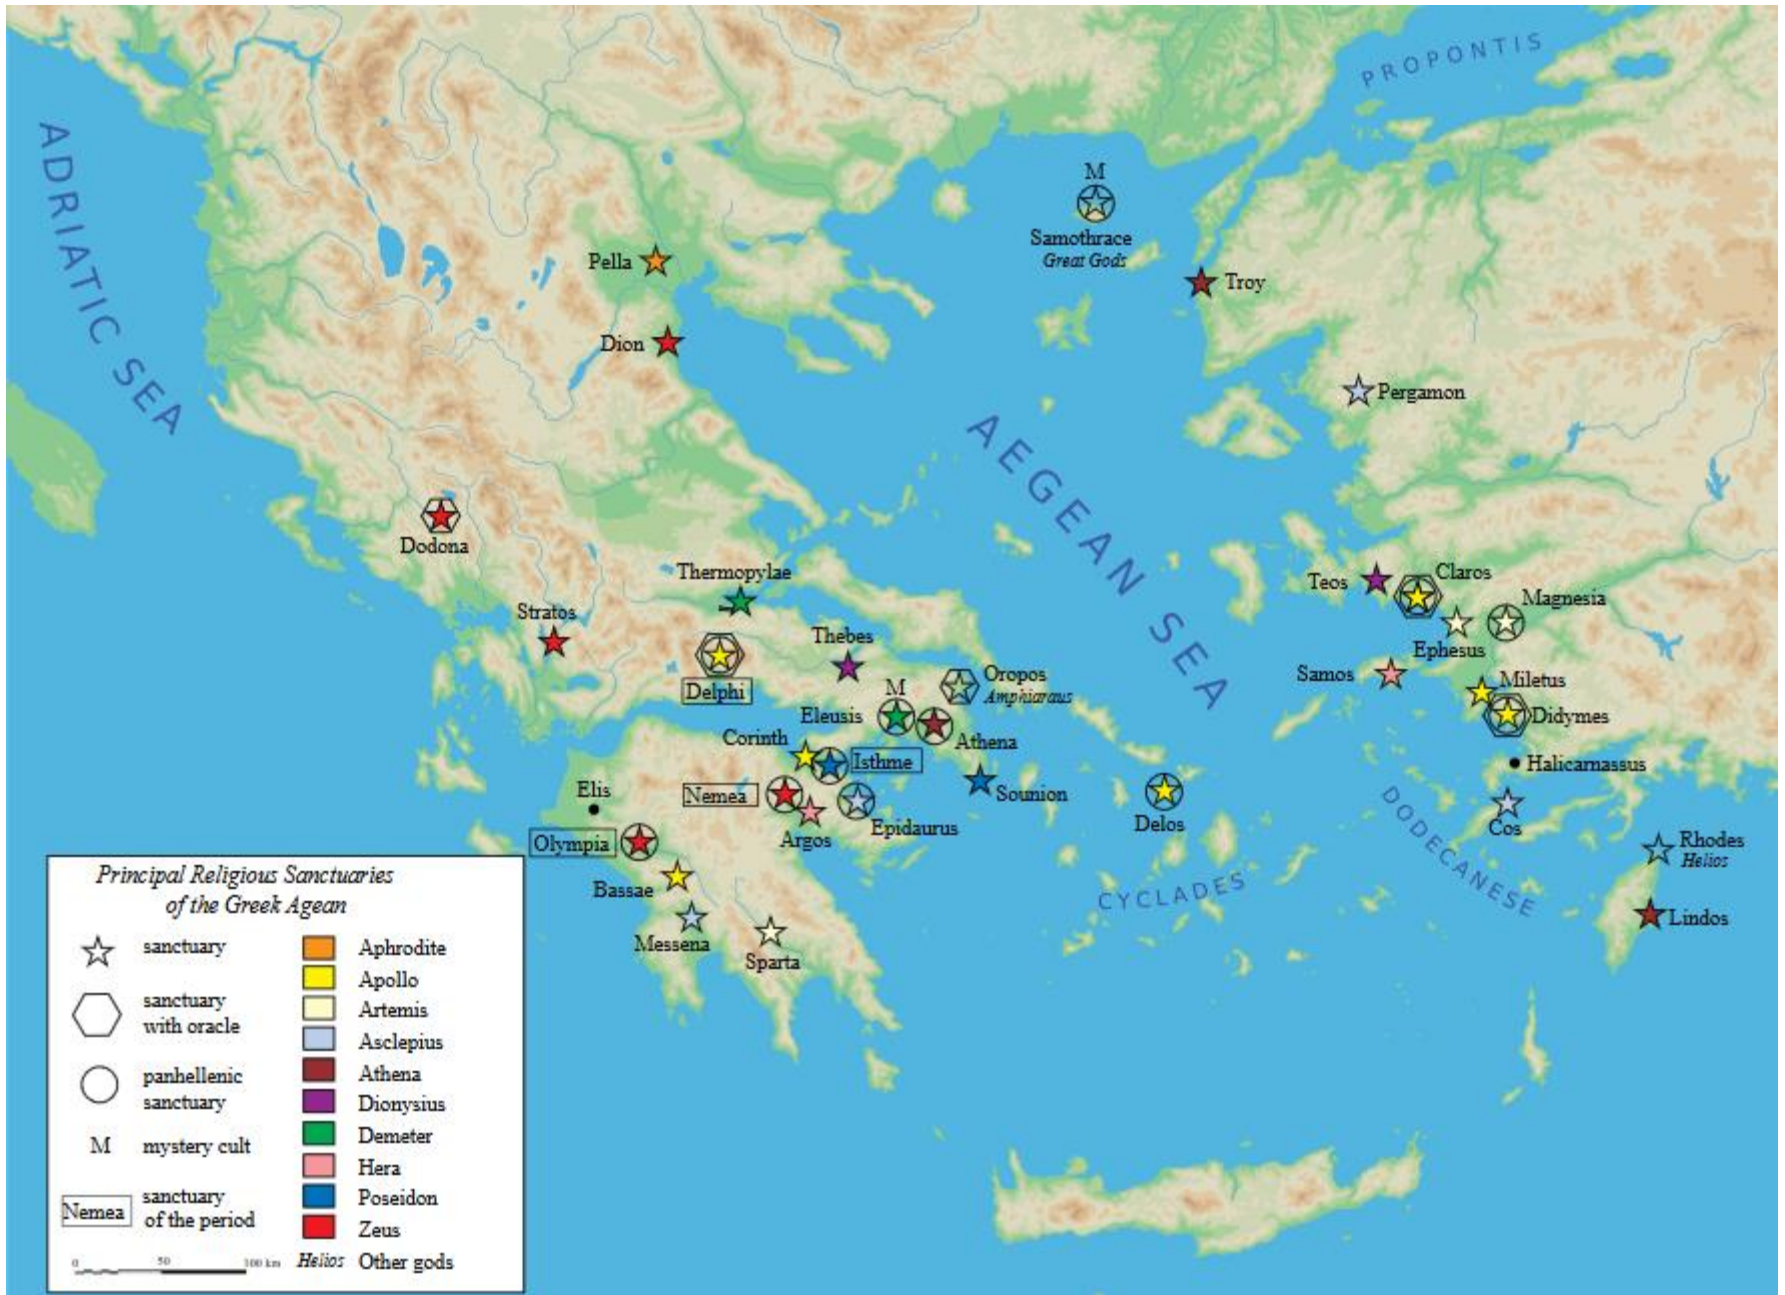 PROPONTIS
ADRIATIC SEA
M
Samothrace
Great Gods
Pella
Troy
Dion
Pergamon
AEGEAN SEA
Dodona
Thermopylae
Teos
Claros
Magnesia
Stratos
Thebes
Ephesus
Delphi
Oropos
Amphiaraus
Samos
Miletus
M
Eleusis
Athena
Didymes
Corinth
Isthme
Halicarnassus
Elis
Nemea
Sounion
Epidaurus
Delos
Cos
Olympia
Argos
DODECANESE
Rhodes
Helios
Bassae
CYCLADES
Lindos
Messena
Sparta
Principal Religious Sanctuaries
of the Greek Agean
sanctuary
sanctuary
with oracle
panhellenic
sanctuary
M mystery cult
Nemea
sanctuary
of the period
0 50 100 km
Aphrodite
Apollo
Artemis
Asclepius
Athena
Dionysius
Demeter
Hera
Poseidon
Zeus
Helios Other gods